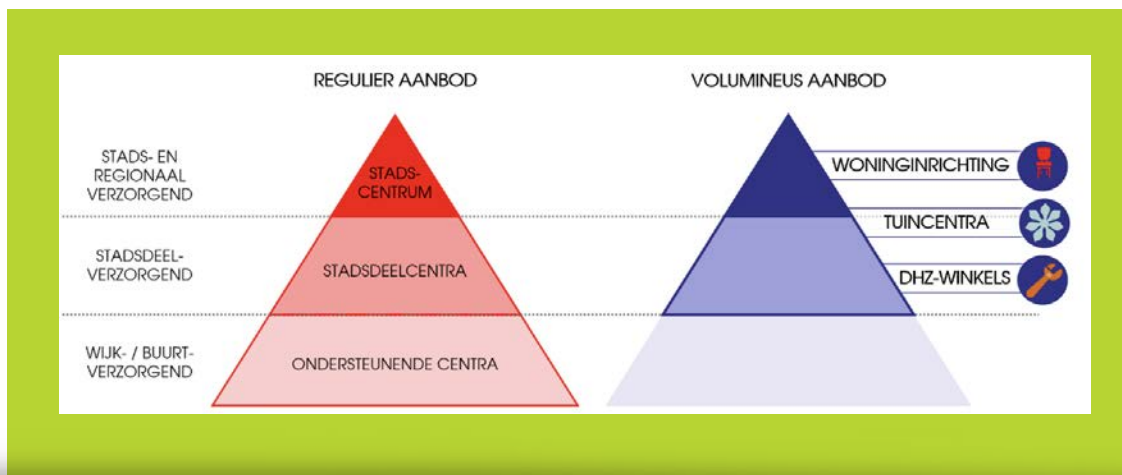 REGULIER AANBOD
VOLUMINEUS AANBOD
STADS- EN
REGIONAAL
VERZORGEND
STADS-
CENTRUM
WONINGINRICHTING
TUINCENTRA
STADSDEEL-
VERZORGEND
STADSDEELCENTRA
DHZ-WINKELS
WIJK- / BUURT-
VERZORGEND
ONDERSTEUNENDE CENTRA